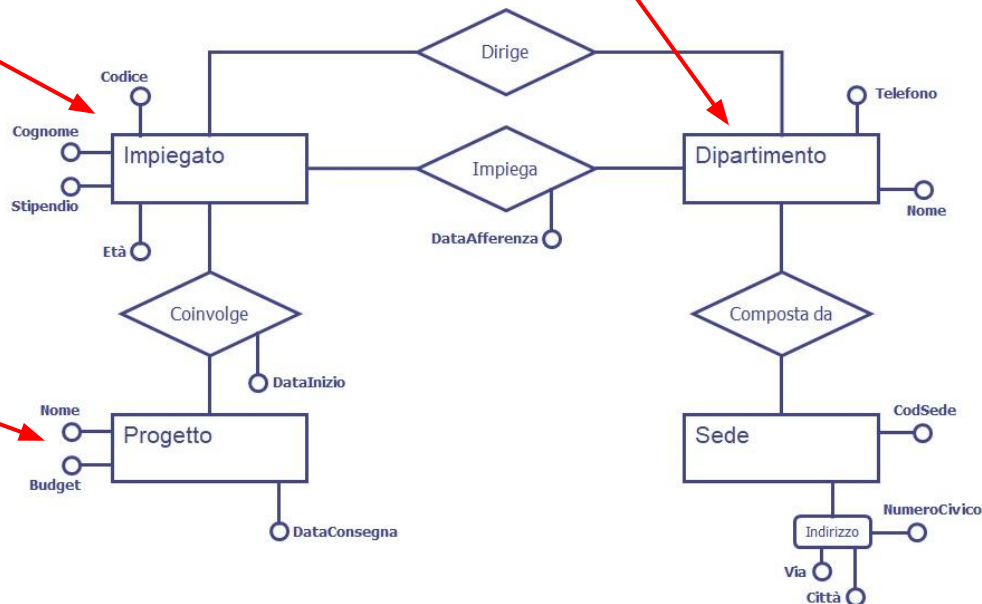 Dirige
Codice
Telefono
Cognome
Impiegato
Impiega
Dipartimento
Stipendio
Nome
DataAfferenza
Età
Coinvolge
Composta da
DataInizio
Nome
CodSede
Progetto
Sede
Budget
NumeroCivico
DataConsegna
Indirizzo
Via
Città